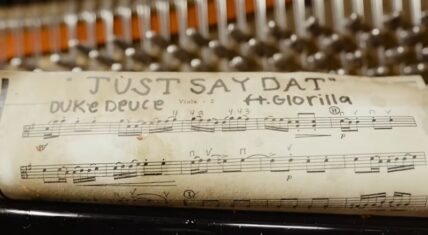 "JUST SAY DAT"
DUKE DEUCE Viola - 2 ft. Glorilla